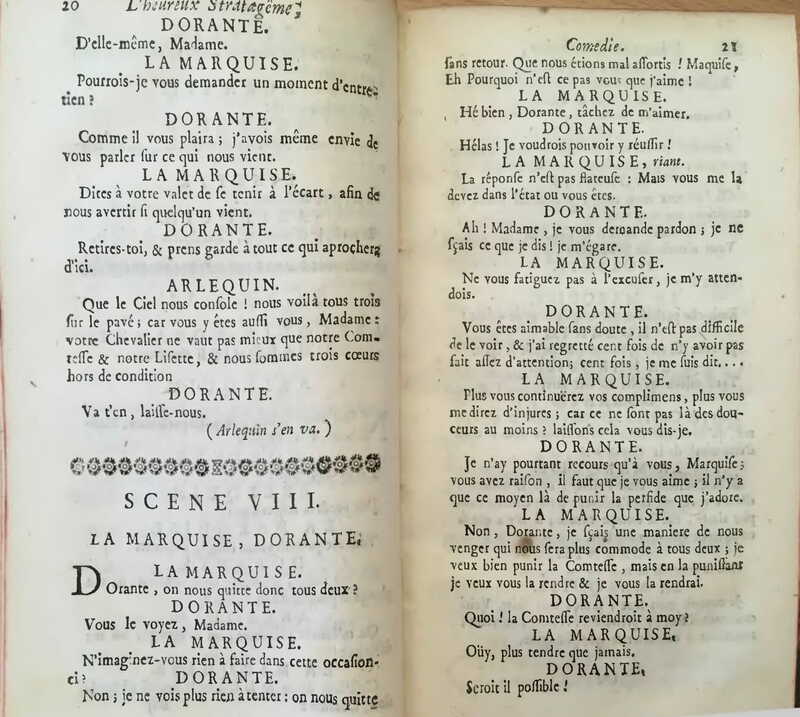 20 L'heureux Stratagême,
DORANTE.
D'elle-même, Madame.
LA MARQUISE.
Pourrois-je vous demander un moment d'entre-
tien ?
DORANTE.
Comme il vous plaira ; j'avois même envie de
vous parler ſur ce qui nous vient.
LA MARQUISE.
Dites à votre valet de ſe tenir à l'écart, afin de
nous avertir ſi quelqu'un vient.
DORANTE.
Retires-toi, & prens garde à tout ce qui aprochera
d'ici.
ARLEQUIN.
Que le Ciel nous conſole ! nous voilà tous trois
ſur le pavé ; car vous y êtes auſſi vous, Madame :
votre Chevalier ne vaut pas mieux que notre Com-
teſſe & notre Liſette, & nous ſommes trois cœurs
hors de condition
DORANTE.
Va t'en, laiſſe-nous.
( Arlequin s'en va. )
SCENE VIII.
LA MARQUISE, DORANTE.
LA MARQUISE.
DOrante, on nous quitte donc tous deux ?
DORANTE.
Vous le voyez, Madame.
LA MARQUISE.
N'imaginez-vous rien à faire dans cette occaſion-
ci ?
DORANTE.
Non ; je ne vois plus rien à tenter : on nous quitte
Comedie. 21
ſans retour. Que nous étions mal aſſortis ! Maquiſe,
Eh Pourquoi n'eſt ce pas vous que j'aime !
LA MARQUISE.
Hé bien, Dorante, tâchez de m'aimer.
DORANTE.
Hélas ! Je voudrois pouvoir y réuſſir !
LA MARQUISE, riant.
La réponſe n'eſt pas flateuſe : Mais vous me la
devez dans l'état ou vous êtes.
DORANTE.
Ah ! Madame, je vous demande pardon ; je ne
ſçais ce que je dis ! je m'égare.
LA MARQUISE.
Ne vous fatiguez pas à l'excuſer, je m'y atten-
dois.
DORANTE.
Vous êtes aimable ſans doute, il n'eſt pas difficile
de le voir, & j'ai regretté cent fois de n'y avoir pas
fait aſſez d'attention ; cent fois, je me ſuis dit....
LA MARQUISE.
Plus vous continuërez vos complimens, plus vous
me direz d'injures ; car ce ne ſont pas là des dou-
ceurs au moins ? laiſſons cela vous dis-je.
DORANTE.
Je n'ay pourtant recours qu'à vous, Marquiſe ;
vous avez raiſon, il faut que je vous aime ; il n'y a
que ce moyen là de punir la perfide que j'adore.
LA MARQUISE.
Non, Dorante, je ſçais une maniere de nous
venger qui nous ſera plus commode à tous deux ; je
veux bien punir la Comteſſe, mais en la puniſſant
je veux vous la rendre & je vous la rendrai.
DORANTE.
Quoi ! la Comteſſe reviendroit à moy ?
LA MARQUISE,
Oüy, plus tendre que jamais.
DORANTE,
Seroit il poſſible !